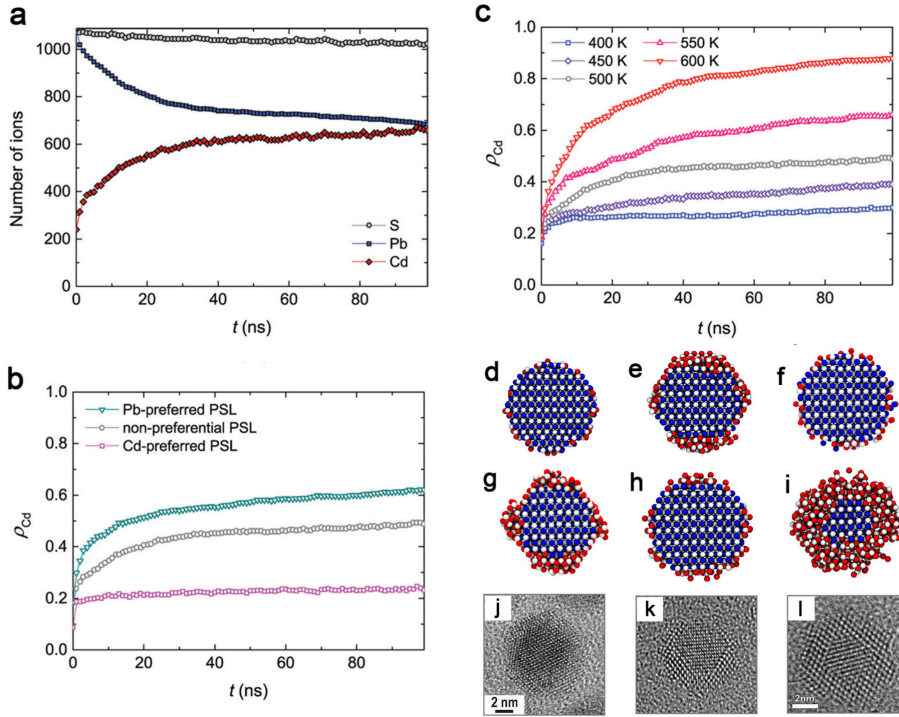 a
Number of ions
1000
800
600
400
200
0
S
Pb
Cd
0 20 40 60 80
t (ns)
b
ρCd
1.0
0.8
0.6
0.4
0.2
0.0
Pb-preferred PSL
non-preferential PSL
Cd-preferred PSL
0 20 40 60 80
t (ns)
c
ρCd
1.0
0.8
0.6
0.4
0.2
0.0
400 K 550 K
450 K 600 K
500 K
0 20 40 60 80
t (ns)
d e f
g h i
j k l
2 nm 2nm